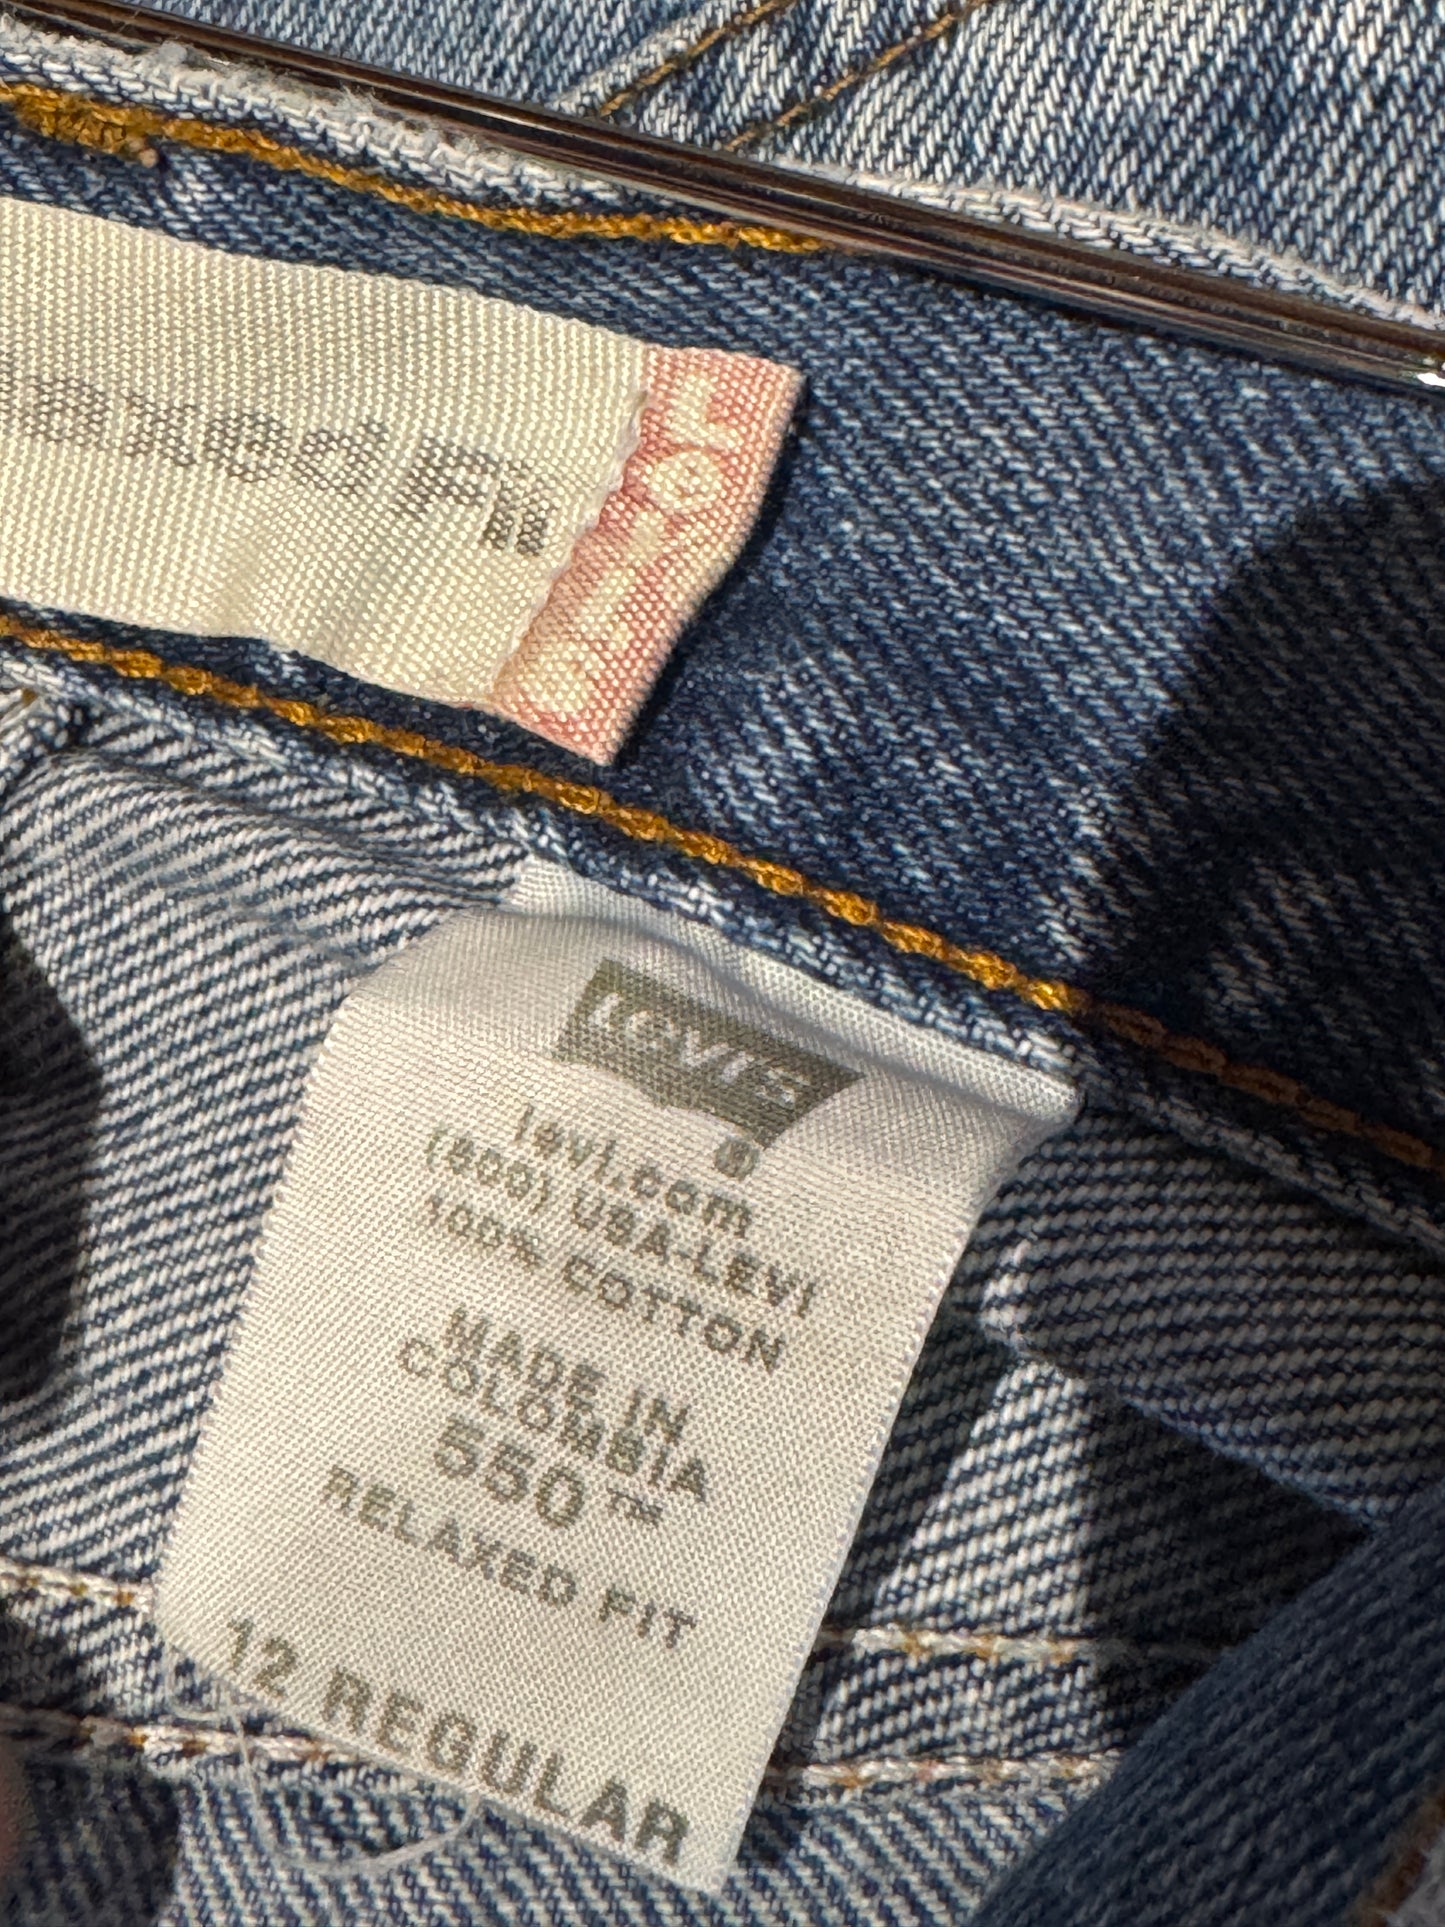 Levi's
®
levi.com
(800) USA-LEVI
100% COTTON
MADE IN
COLOMBIA
550™
RELAXED FIT
12 REGULAR